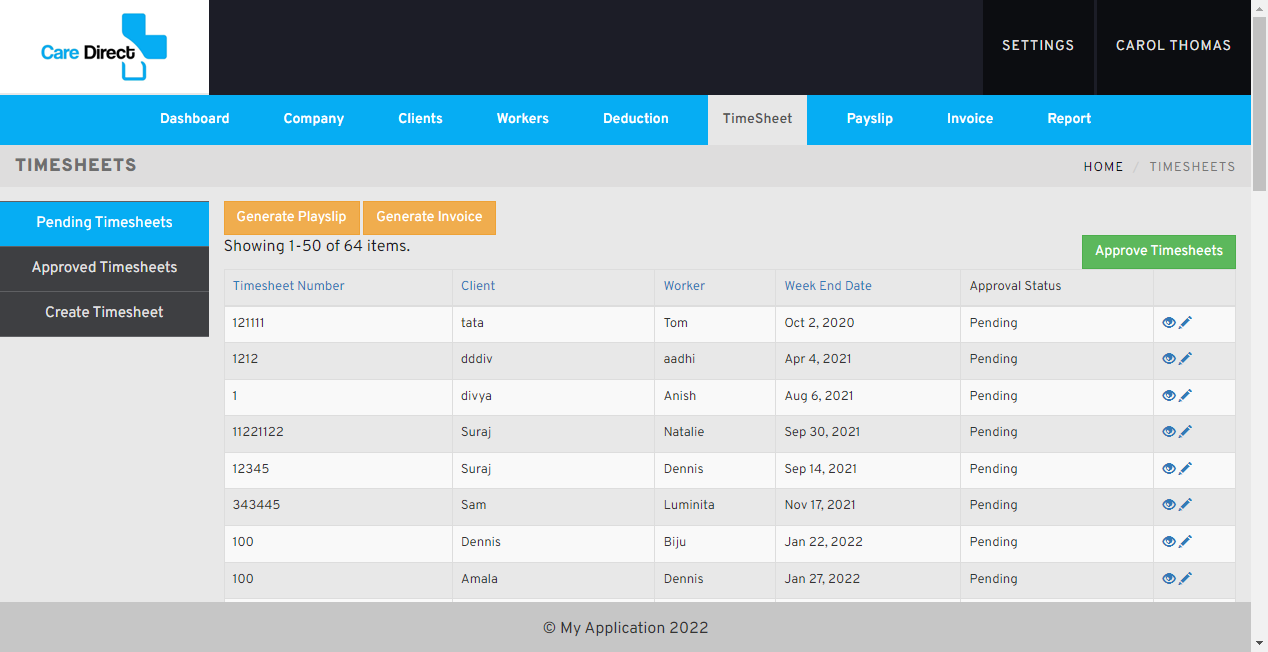 Care Direct
SETTINGS
CAROL THOMAS
Dashboard Company Clients Workers Deduction TimeSheet Payslip Invoice Report
TIMESHEETS
HOME / TIMESHEETS
Pending Timesheets
Approved Timesheets
Create Timesheet
Generate Playslip Generate Invoice
Showing 1-50 of 64 items.
Approve Timesheets
Timesheet Number Client Worker Week End Date Approval Status
121111 tata Tom Oct 2, 2020 Pending
1212 dddiv aadhi Apr 4, 2021 Pending
1 divya Anish Aug 6, 2021 Pending
11221122 Suraj Natalie Sep 30, 2021 Pending
12345 Suraj Dennis Sep 14, 2021 Pending
343445 Sam Luminita Nov 17, 2021 Pending
100 Dennis Biju Jan 22, 2022 Pending
100 Amala Dennis Jan 27, 2022 Pending
© My Application 2022